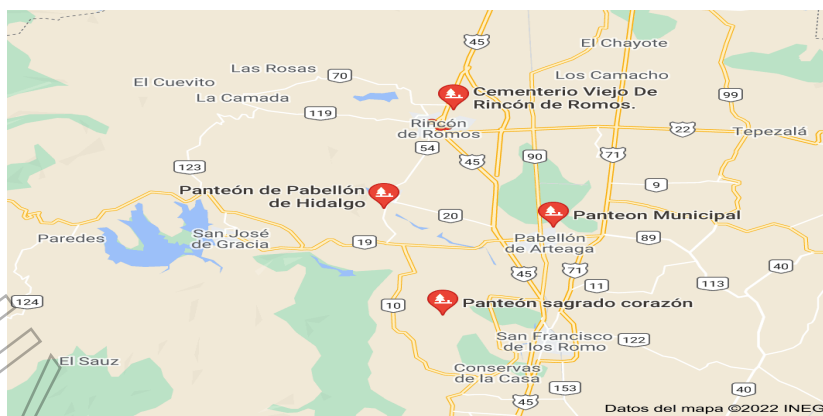 45
El Chayote
Las Rosas
70
Los Camacho
El Cuevito
La Camada
Cementerio Viejo De
Rincón de Romos.
99
119
Rincón
de Romos
22
Tepezalá
54
45
90
71
123
9
Panteón de Pabellón
de Hidalgo
20
Panteon Municipal
Paredes
San José
de Gracia
19
Pabellón
de Arteaga
89
45
71
40
11
113
124
10
Panteón sagrado corazón
San Francisco
de los Romo
122
El Sauz
Conservas
de la Casa
153
40
Datos del mapa ©2022 INEG